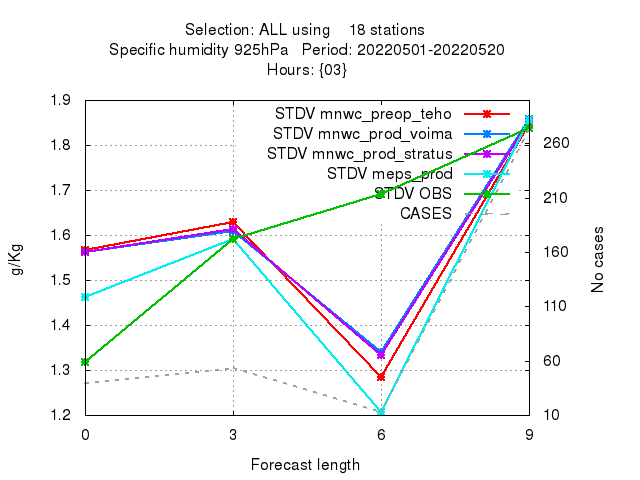 Selection: ALL using    18 stations
Specific humidity 925hPa   Period: 20220501-20220520
Hours: {03}
1.9
1.8
1.7
1.6
1.5
1.4
1.3
1.2
g/Kg
STDV mnwc_preop_teho
STDV mnwc_prod_voima
STDV mnwc_prod_stratus
STDV meps_prod
STDV OBS
CASES
260
210
160
110
60
10
No cases
0
3
6
9
Forecast length